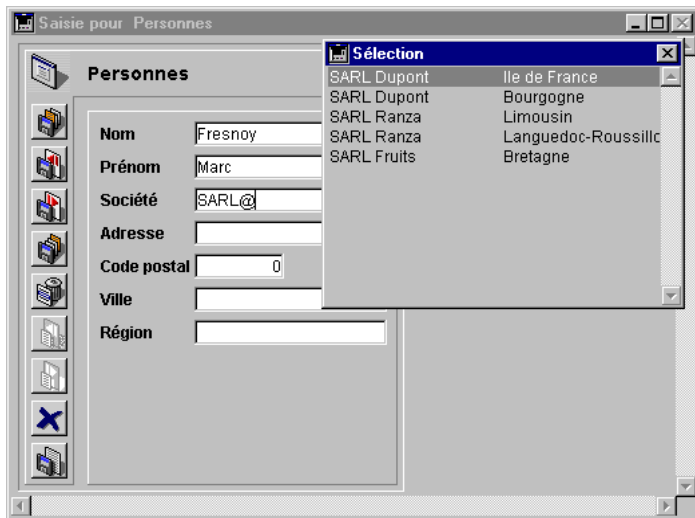 Saisie pour Personnes
Sélection
Personnes
SARL Dupont Ile de France
SARL Dupont Bourgogne
SARL Ranza Limousin
SARL Ranza Languedoc-Roussillc
SARL Fruits Bretagne
Nom Fresnoy
Prénom Marc
Société SARL@
Adresse
Code postal 0
Ville
Région